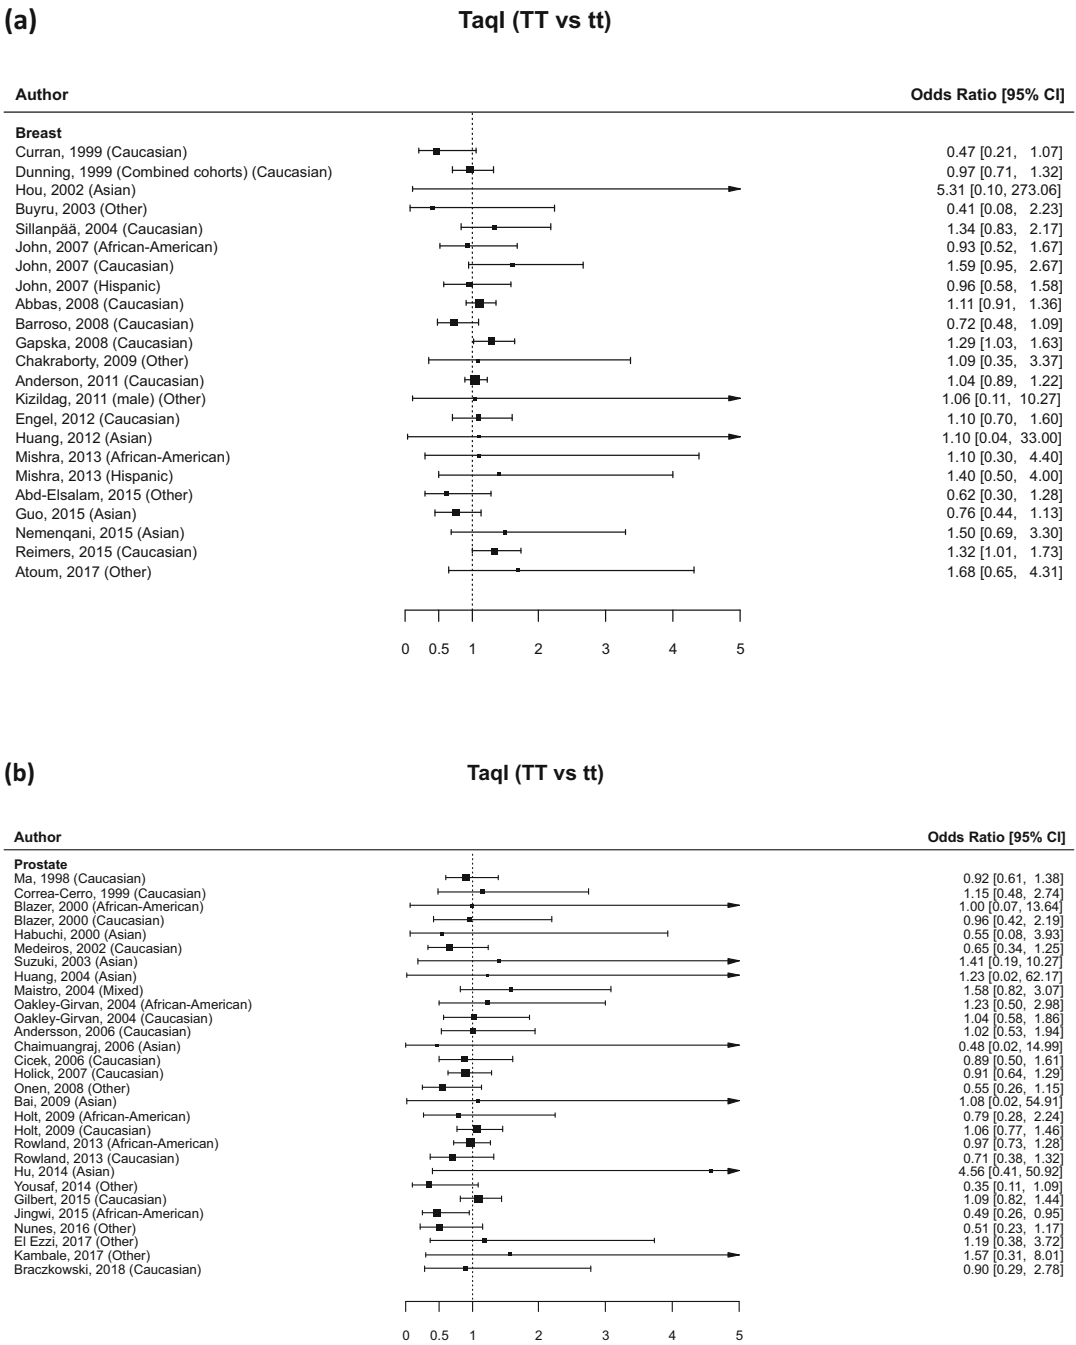 (a) TaqI (TT vs tt)
Author Odds Ratio [95% CI]
Breast
Curran, 1999 (Caucasian) 0.47 [0.21, 1.07]
Dunning, 1999 (Combined cohorts) (Caucasian) 0.97 [0.71, 1.32]
Hou, 2002 (Asian) 5.31 [0.10, 273.06]
Buyru, 2003 (Other) 0.41 [0.08, 2.23]
Sillanpää, 2004 (Caucasian) 1.34 [0.83, 2.17]
John, 2007 (African-American) 0.93 [0.52, 1.67]
John, 2007 (Caucasian) 1.59 [0.95, 2.67]
John, 2007 (Hispanic) 0.96 [0.58, 1.58]
Abbas, 2008 (Caucasian) 1.11 [0.91, 1.36]
Barroso, 2008 (Caucasian) 0.72 [0.48, 1.09]
Gapska, 2008 (Caucasian) 1.29 [1.03, 1.63]
Chakraborty, 2009 (Other) 1.09 [0.35, 3.37]
Anderson, 2011 (Caucasian) 1.04 [0.89, 1.22]
Kizildag, 2011 (male) (Other) 1.06 [0.11, 10.27]
Engel, 2012 (Caucasian) 1.10 [0.70, 1.60]
Huang, 2012 (Asian) 1.10 [0.04, 33.00]
Mishra, 2013 (African-American) 1.10 [0.30, 4.40]
Mishra, 2013 (Hispanic) 1.40 [0.50, 4.00]
Abd-Elsalam, 2015 (Other) 0.62 [0.30, 1.28]
Guo, 2015 (Asian) 0.76 [0.44, 1.13]
Nemenqani, 2015 (Asian) 1.50 [0.69, 3.30]
Reimers, 2015 (Caucasian) 1.32 [1.01, 1.73]
Atoum, 2017 (Other) 1.68 [0.65, 4.31]
0 0.5 1 2 3 4 5
(b) TaqI (TT vs tt)
Author Odds Ratio [95% CI]
Prostate
Ma, 1998 (Caucasian) 0.92 [0.61, 1.38]
Correa-Cerro, 1999 (Caucasian) 1.15 [0.48, 2.74]
Blazer, 2000 (African-American) 1.00 [0.07, 13.64]
Blazer, 2000 (Caucasian) 0.96 [0.42, 2.19]
Habuchi, 2000 (Asian) 0.55 [0.08, 3.93]
Medeiros, 2002 (Caucasian) 0.65 [0.34, 1.25]
Suzuki, 2003 (Asian) 1.41 [0.19, 10.27]
Huang, 2004 (Asian) 1.23 [0.02, 62.17]
Maistro, 2004 (Mixed) 1.58 [0.82, 3.07]
Oakley-Girvan, 2004 (African-American) 1.23 [0.50, 2.98]
Oakley-Girvan, 2004 (Caucasian) 1.04 [0.58, 1.86]
Andersson, 2006 (Caucasian) 1.02 [0.53, 1.94]
Chaimuangraj, 2006 (Asian) 0.48 [0.02, 14.99]
Cicek, 2006 (Caucasian) 0.89 [0.50, 1.61]
Holick, 2007 (Caucasian) 0.91 [0.64, 1.29]
Onen, 2008 (Other) 0.55 [0.26, 1.15]
Bai, 2009 (Asian) 1.08 [0.02, 54.91]
Holt, 2009 (African-American) 0.79 [0.28, 2.24]
Holt, 2009 (Caucasian) 1.06 [0.77, 1.46]
Rowland, 2013 (African-American) 0.97 [0.73, 1.28]
Rowland, 2013 (Caucasian) 0.71 [0.38, 1.32]
Hu, 2014 (Asian) 4.56 [0.41, 50.92]
Yousaf, 2014 (Other) 0.35 [0.11, 1.09]
Gilbert, 2015 (Caucasian) 1.09 [0.82, 1.44]
Jingwi, 2015 (African-American) 0.49 [0.26, 0.95]
Nunes, 2016 (Other) 0.51 [0.23, 1.17]
El Ezzi, 2017 (Other) 1.19 [0.38, 3.72]
Kambale, 2017 (Other) 1.57 [0.31, 8.01]
Braczkowski, 2018 (Caucasian) 0.90 [0.29, 2.78]
0 0.5 1 2 3 4 5